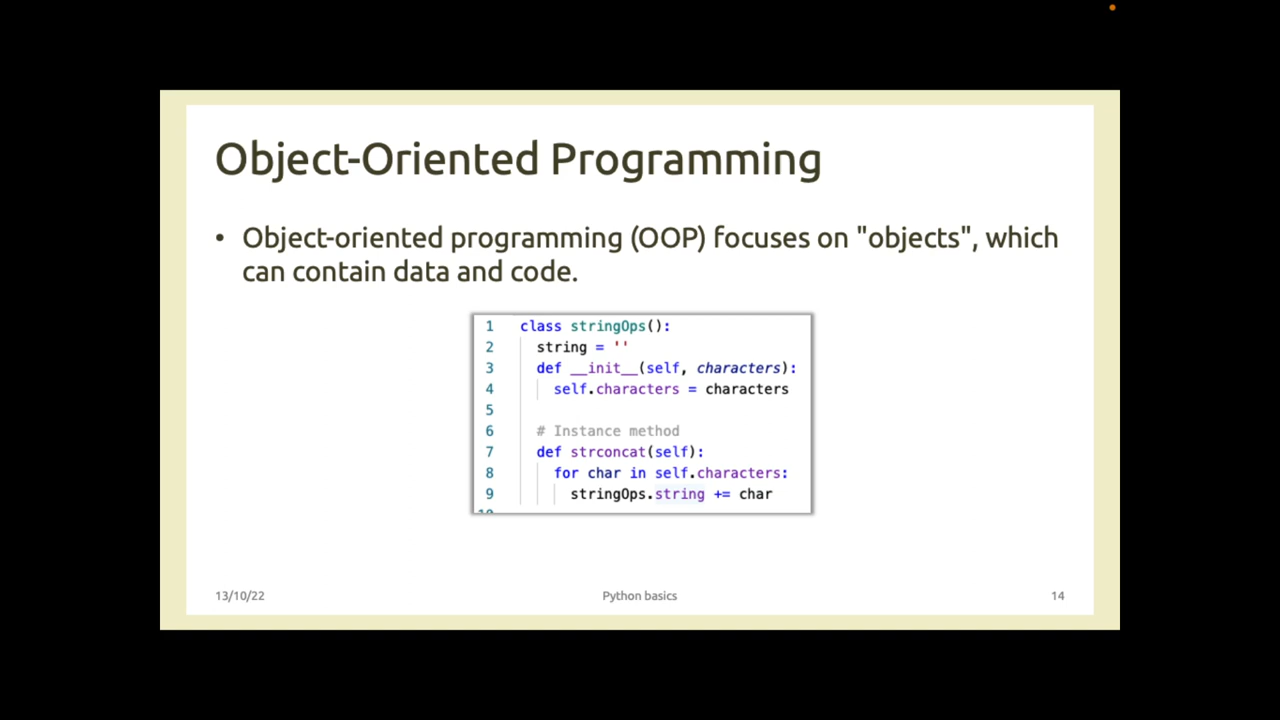 Object-Oriented Programming
• Object-oriented programming (OOP) focuses on "objects", which
can contain data and code.
1 class stringOps():
2 string = ''
3 def __init__(self, characters):
4 self.characters = characters
5
6 # Instance method
7 def strconcat(self):
8 for char in self.characters:
9 stringOps.string += char
10
13/10/22 Python basics 14